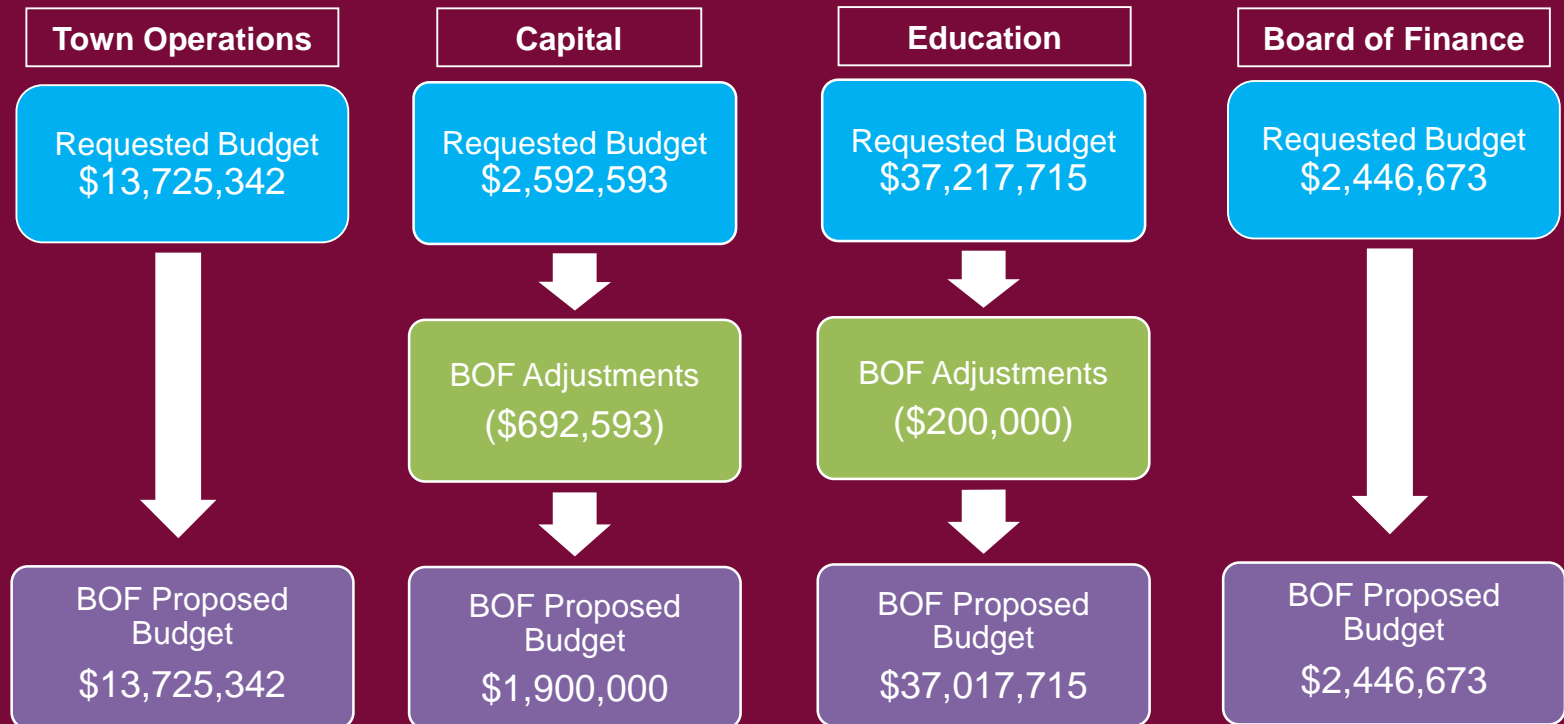 Town Operations
Capital
Education
Board of Finance
Requested Budget
$13,725,342
Requested Budget
$2,592,593
Requested Budget
$37,217,715
Requested Budget
$2,446,673
BOF Adjustments
($692,593)
BOF Adjustments
($200,000)
BOF Proposed
Budget
$13,725,342
BOF Proposed
Budget
$1,900,000
BOF Proposed
Budget
$37,017,715
BOF Proposed
Budget
$2,446,673